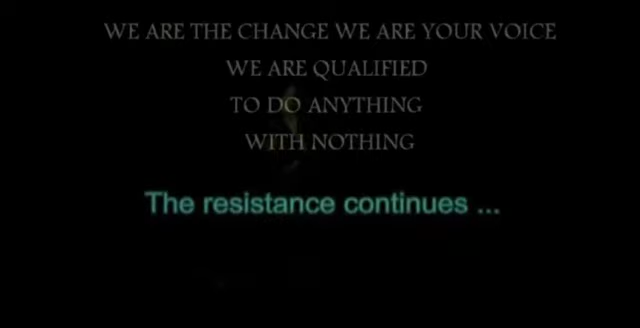 WE ARE THE CHANGE WE ARE YOUR VOICE
WE ARE QUALIFIED
TO DO ANYTHING
WITH NOTHING
The resistance continues ...